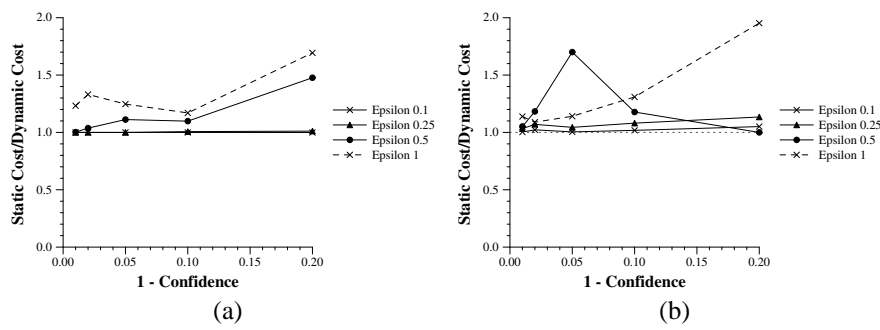 Static Cost/Dynamic Cost
2.0
1.5
1.0
0.5
0.0
0.00
0.05
0.10
0.15
0.20
1 - Confidence
Epsilon 0.1
Epsilon 0.25
Epsilon 0.5
Epsilon 1
(a)
Static Cost/Dynamic Cost
2.0
1.5
1.0
0.5
0.0
0.00
0.05
0.10
0.15
0.20
1 - Confidence
Epsilon 0.1
Epsilon 0.25
Epsilon 0.5
Epsilon 1
(b)